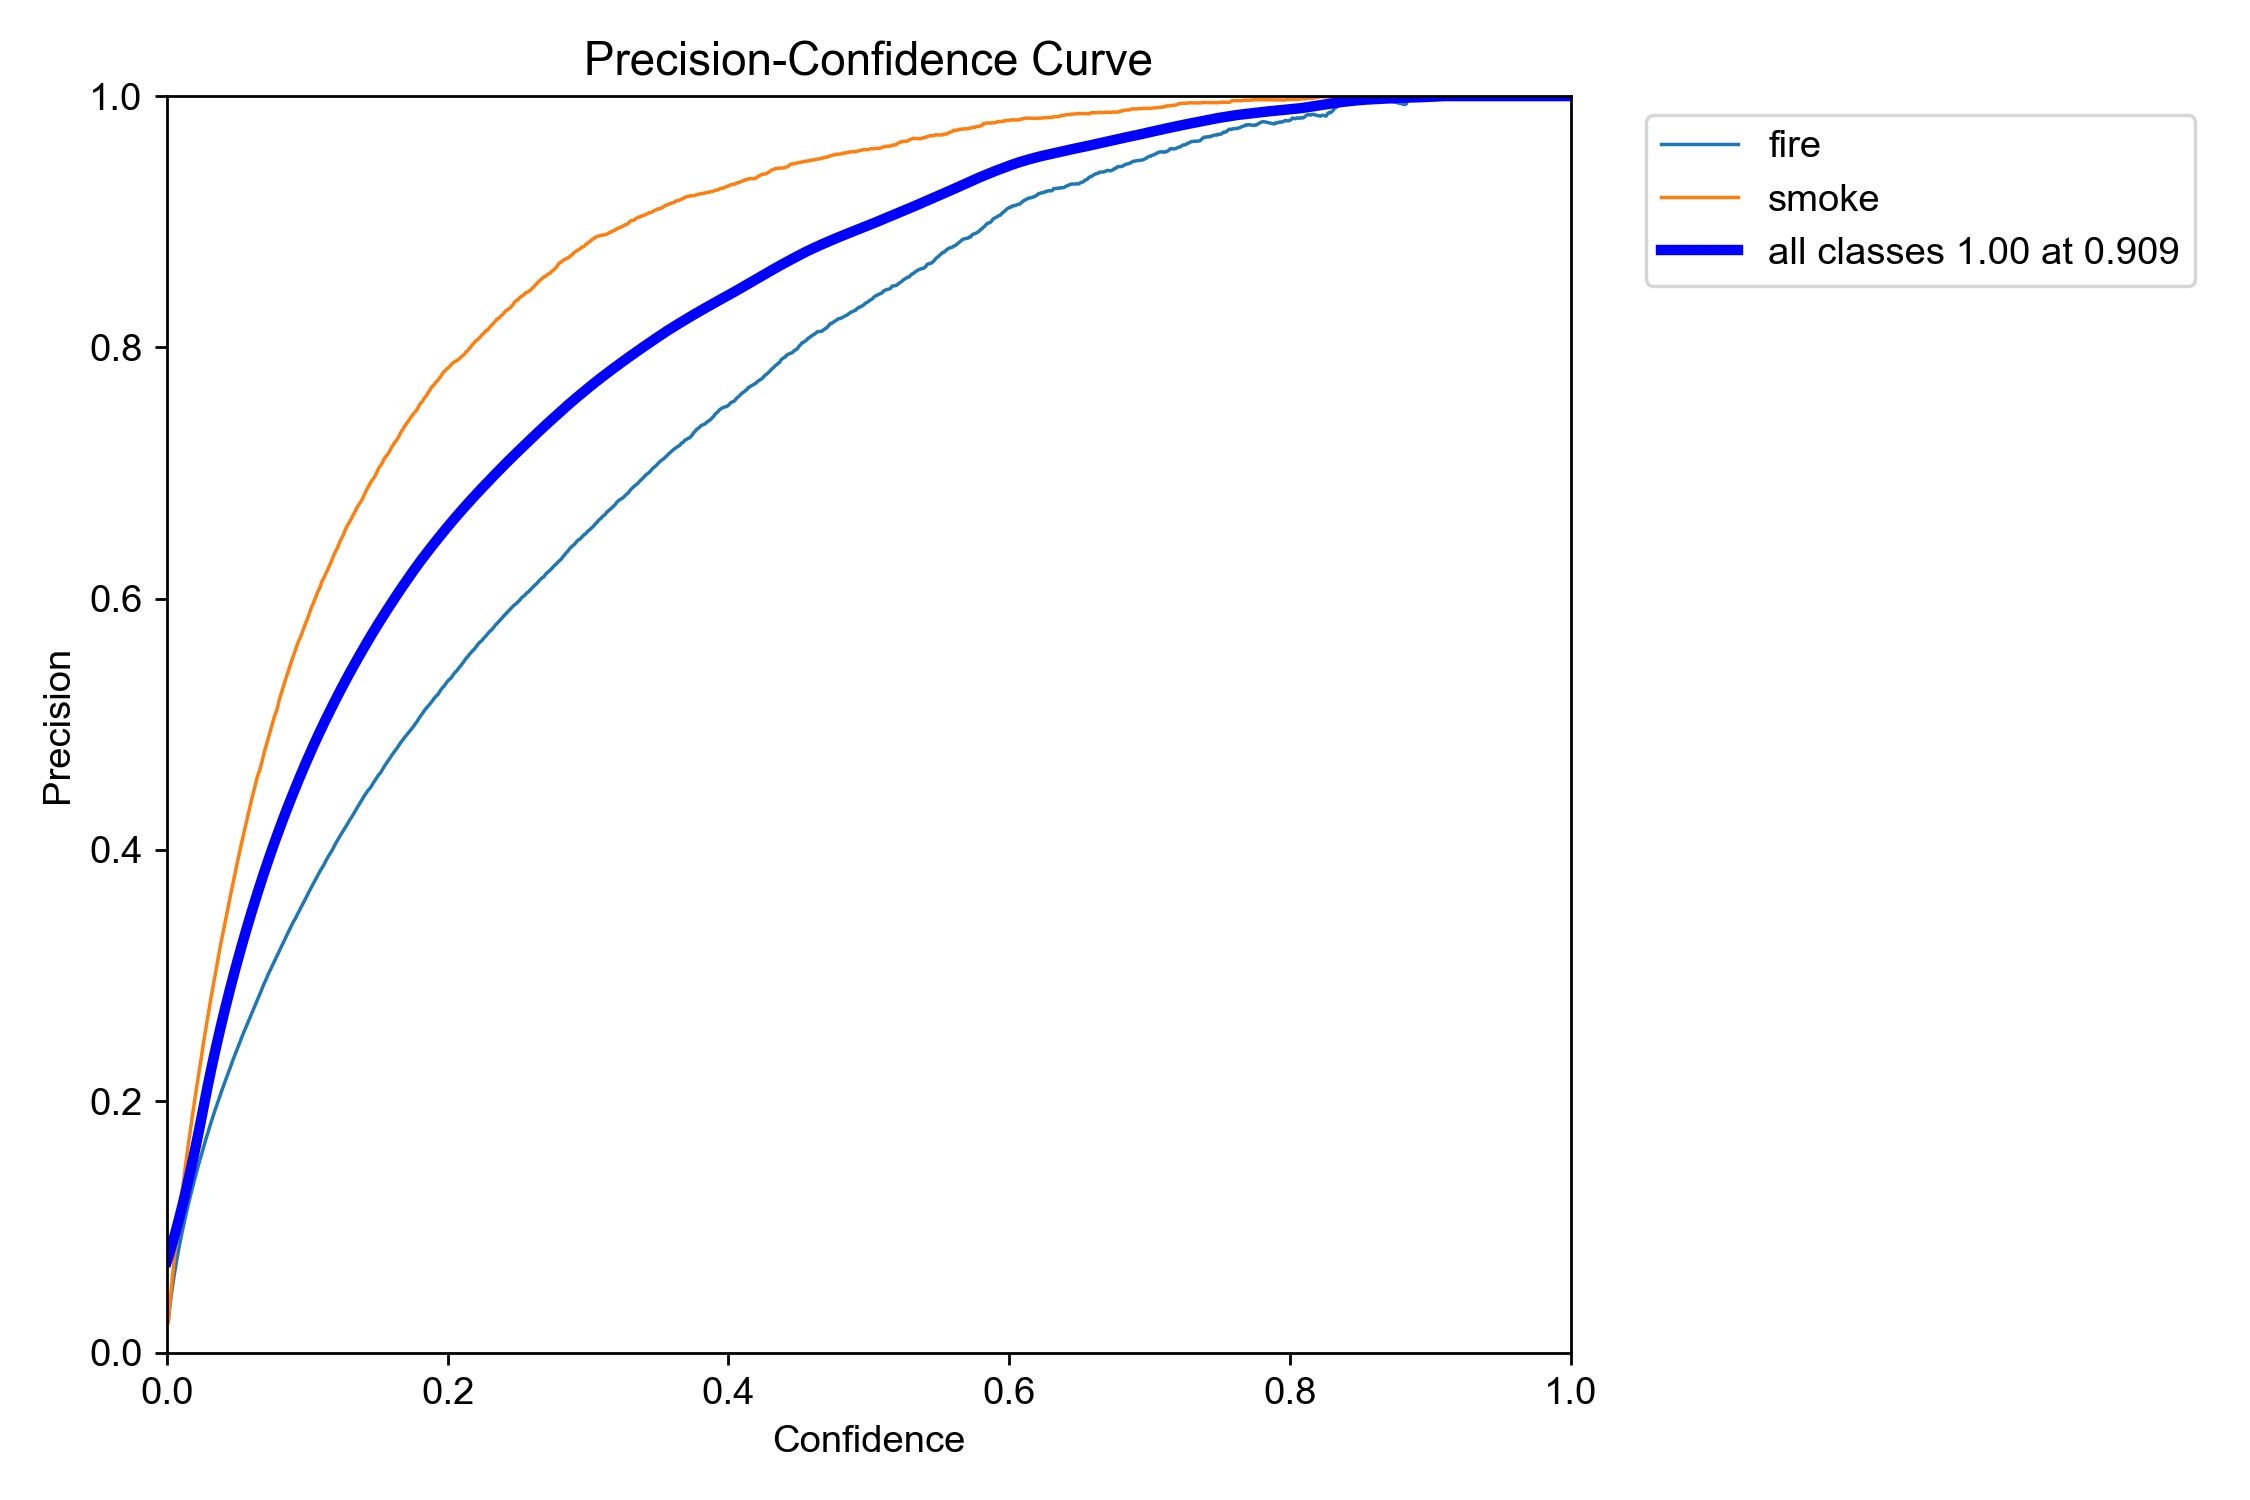 Precision-Confidence Curve
1.0
0.8
0.6
0.4
0.2
0.0
Precision
0.0 0.2 0.4 0.6 0.8 1.0
Confidence
fire
smoke
all classes 1.00 at 0.909